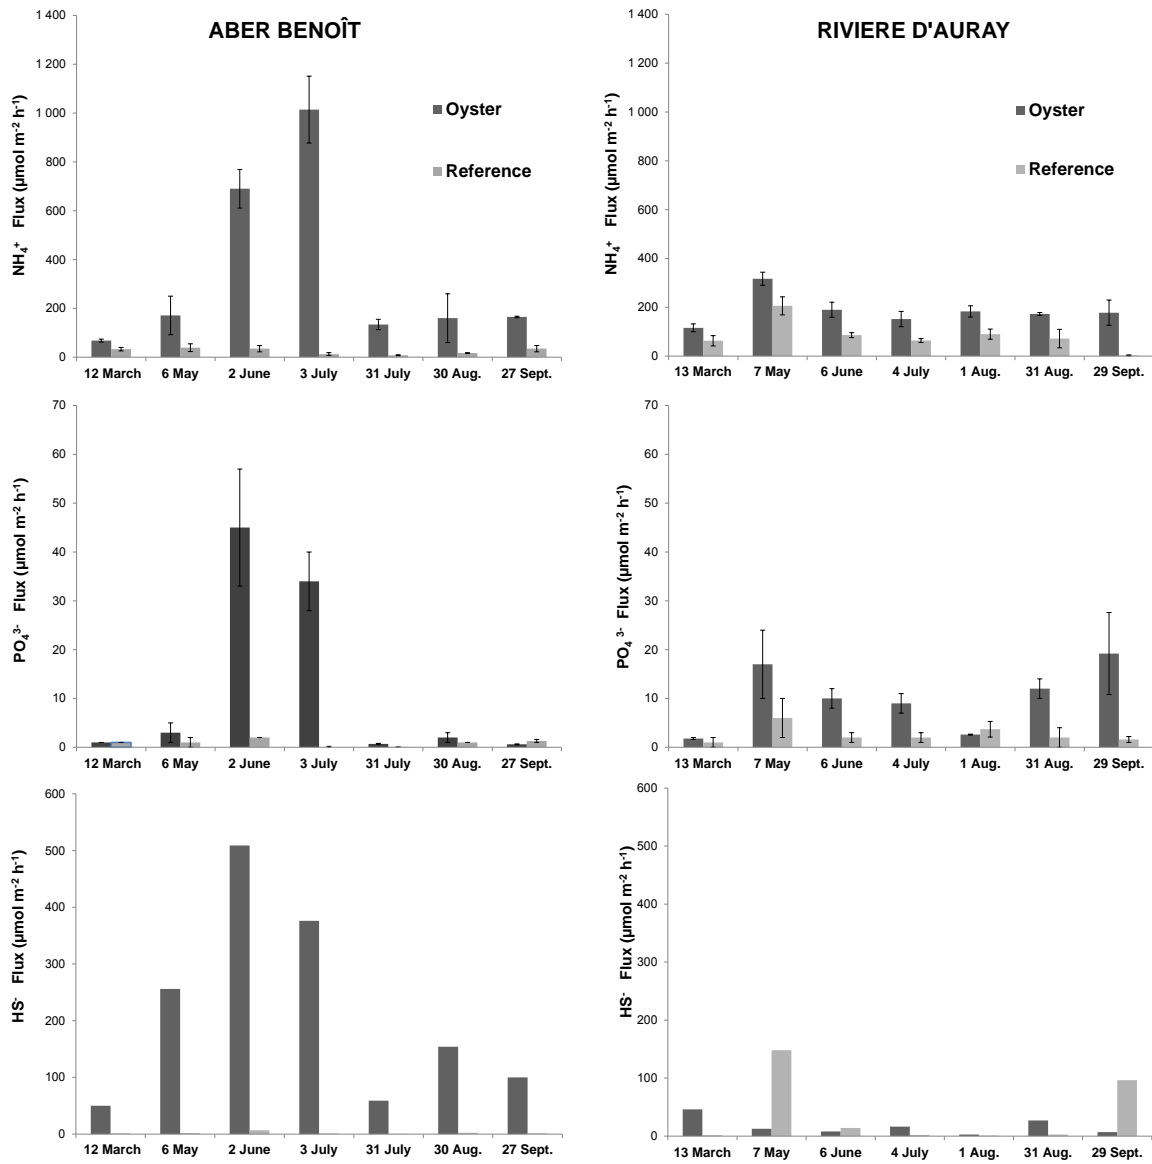 ABER BENOÎT
NH₄⁺ Flux (µmol m⁻² h⁻¹)
1 400
1 200
1 000
800
600
400
200
0
Oyster
Reference
12 March 6 May 2 June 3 July 31 July 30 Aug. 27 Sept.
RIVIERE D'AURAY
NH₄⁺ Flux (µmol m⁻² h⁻¹)
1 400
1 200
1 000
800
600
400
200
0
Oyster
Reference
13 March 7 May 6 June 4 July 1 Aug. 31 Aug. 29 Sept.
PO₄³⁻ Flux (µmol m⁻² h⁻¹)
70
60
50
40
30
20
10
0
12 March 6 May 2 June 3 July 31 July 30 Aug. 27 Sept.
PO₄³⁻ Flux (µmol m⁻² h⁻¹)
70
60
50
40
30
20
10
0
13 March 7 May 6 June 4 July 1 Aug. 31 Aug. 29 Sept.
HS⁻ Flux (µmol m⁻² h⁻¹)
600
500
400
300
200
100
0
12 March 6 May 2 June 3 July 31 July 30 Aug. 27 Sept.
HS⁻ Flux (µmol m⁻² h⁻¹)
600
500
400
300
200
100
0
13 March 7 May 6 June 4 July 1 Aug. 31 Aug. 29 Sept.